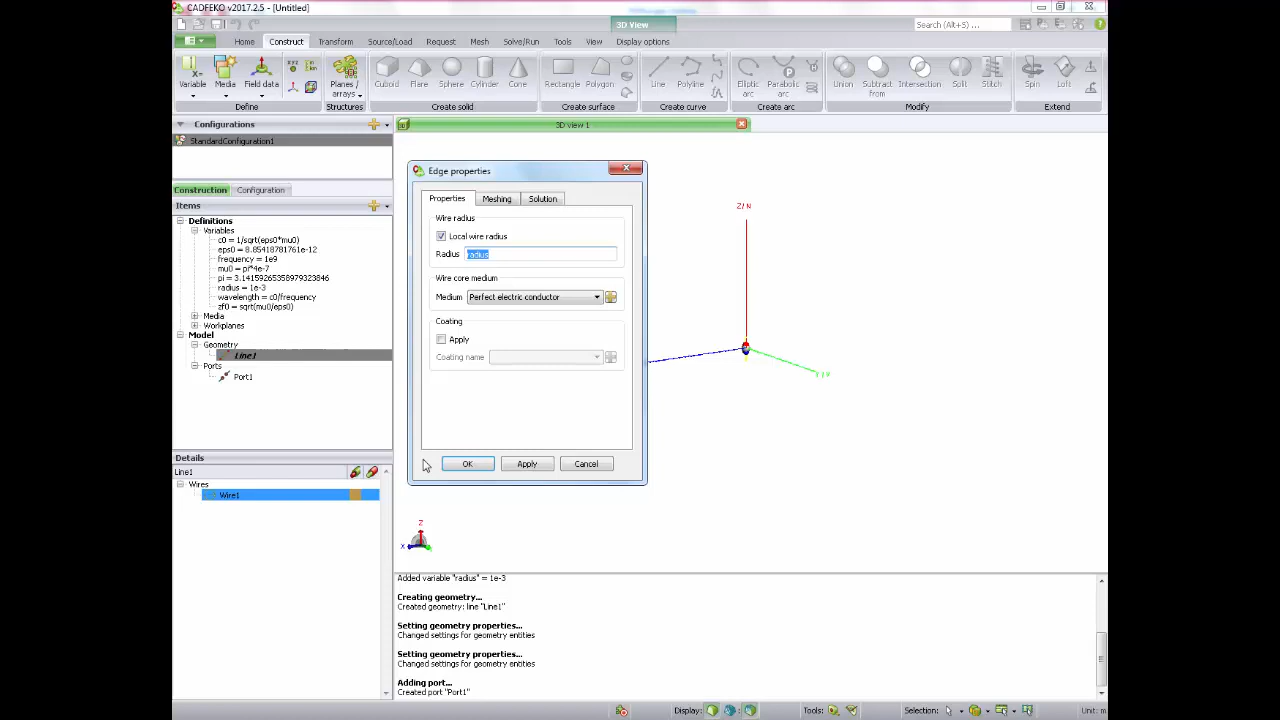 CADFEKO v2017.2.5 - [Untitled]
3D View
Search (Alt+S)
Home Construct Transform Source/Load Request Mesh Solve/Run Tools View Display options
Variable Media Field data Planes / arrays Cuboid Flare Sphere Cylinder Cone Rectangle Polygon Line Polyline Elliptic arc Parabolic arc Union Subtract from Intersection Split Stitch Spin Loft
Define Structures Create solid Create surface Create curve Create arc Modify Extend
Configurations
3D view 1
StandardConfiguration1
Construction Configuration
Items
Definitions
Variables
c0 = 1/sqrt(eps0*mu0)
eps0 = 8.85418781761e-12
frequency = 1e9
mu0 = pi*4e-7
pi = 3.14159265358979323846
radius = 1e-3
wavelength = c0/frequency
zf0 = sqrt(mu0/eps0)
Media
Workplanes
Model
Geometry
Line1
Ports
Port1
Details
Line1
Wires
Wire1
Edge properties
Properties Meshing Solution
Wire radius
Local wire radius
Radius radius
Wire core medium
Medium Perfect electric conductor
Coating
Apply
Coating name
OK Apply Cancel
Z/N
Y/V
Z
X
Added variable "radius" = 1e-3
Creating geometry...
Created geometry: line "Line1"
Setting geometry properties...
Changed settings for geometry entities
Setting geometry properties...
Changed settings for geometry entities
Adding port...
Created port "Port1"
Display: Tools: Selection: Unit: m